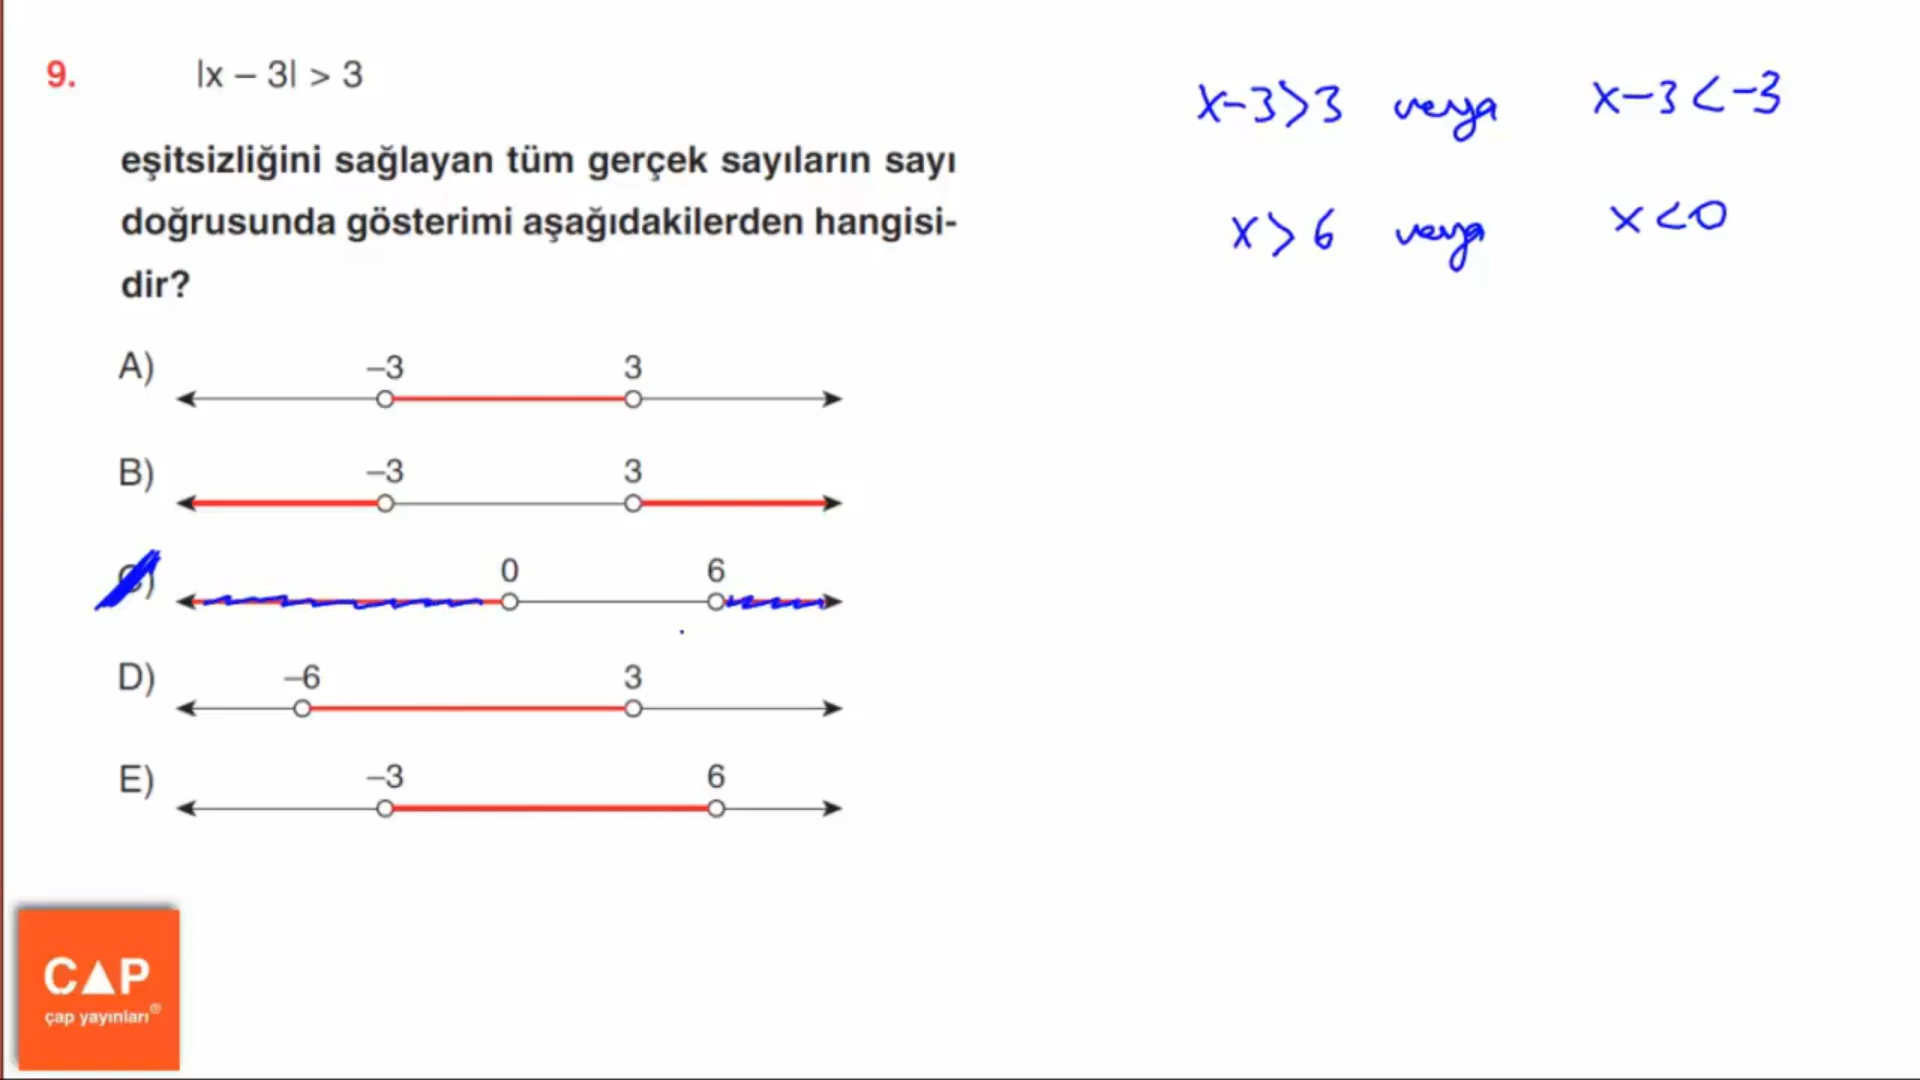 9. |x – 3| > 3
eşitsizliğini sağlayan tüm gerçek sayıların sayı
doğrusunda gösterimi aşağıdakilerden hangisi-
dir?
A) –3 3
B) –3 3
C) 0 6
D) –6 3
E) –3 6
x-3>3 veya x-3<-3
x>6 veya x<0
ÇAP
çap yayınları®